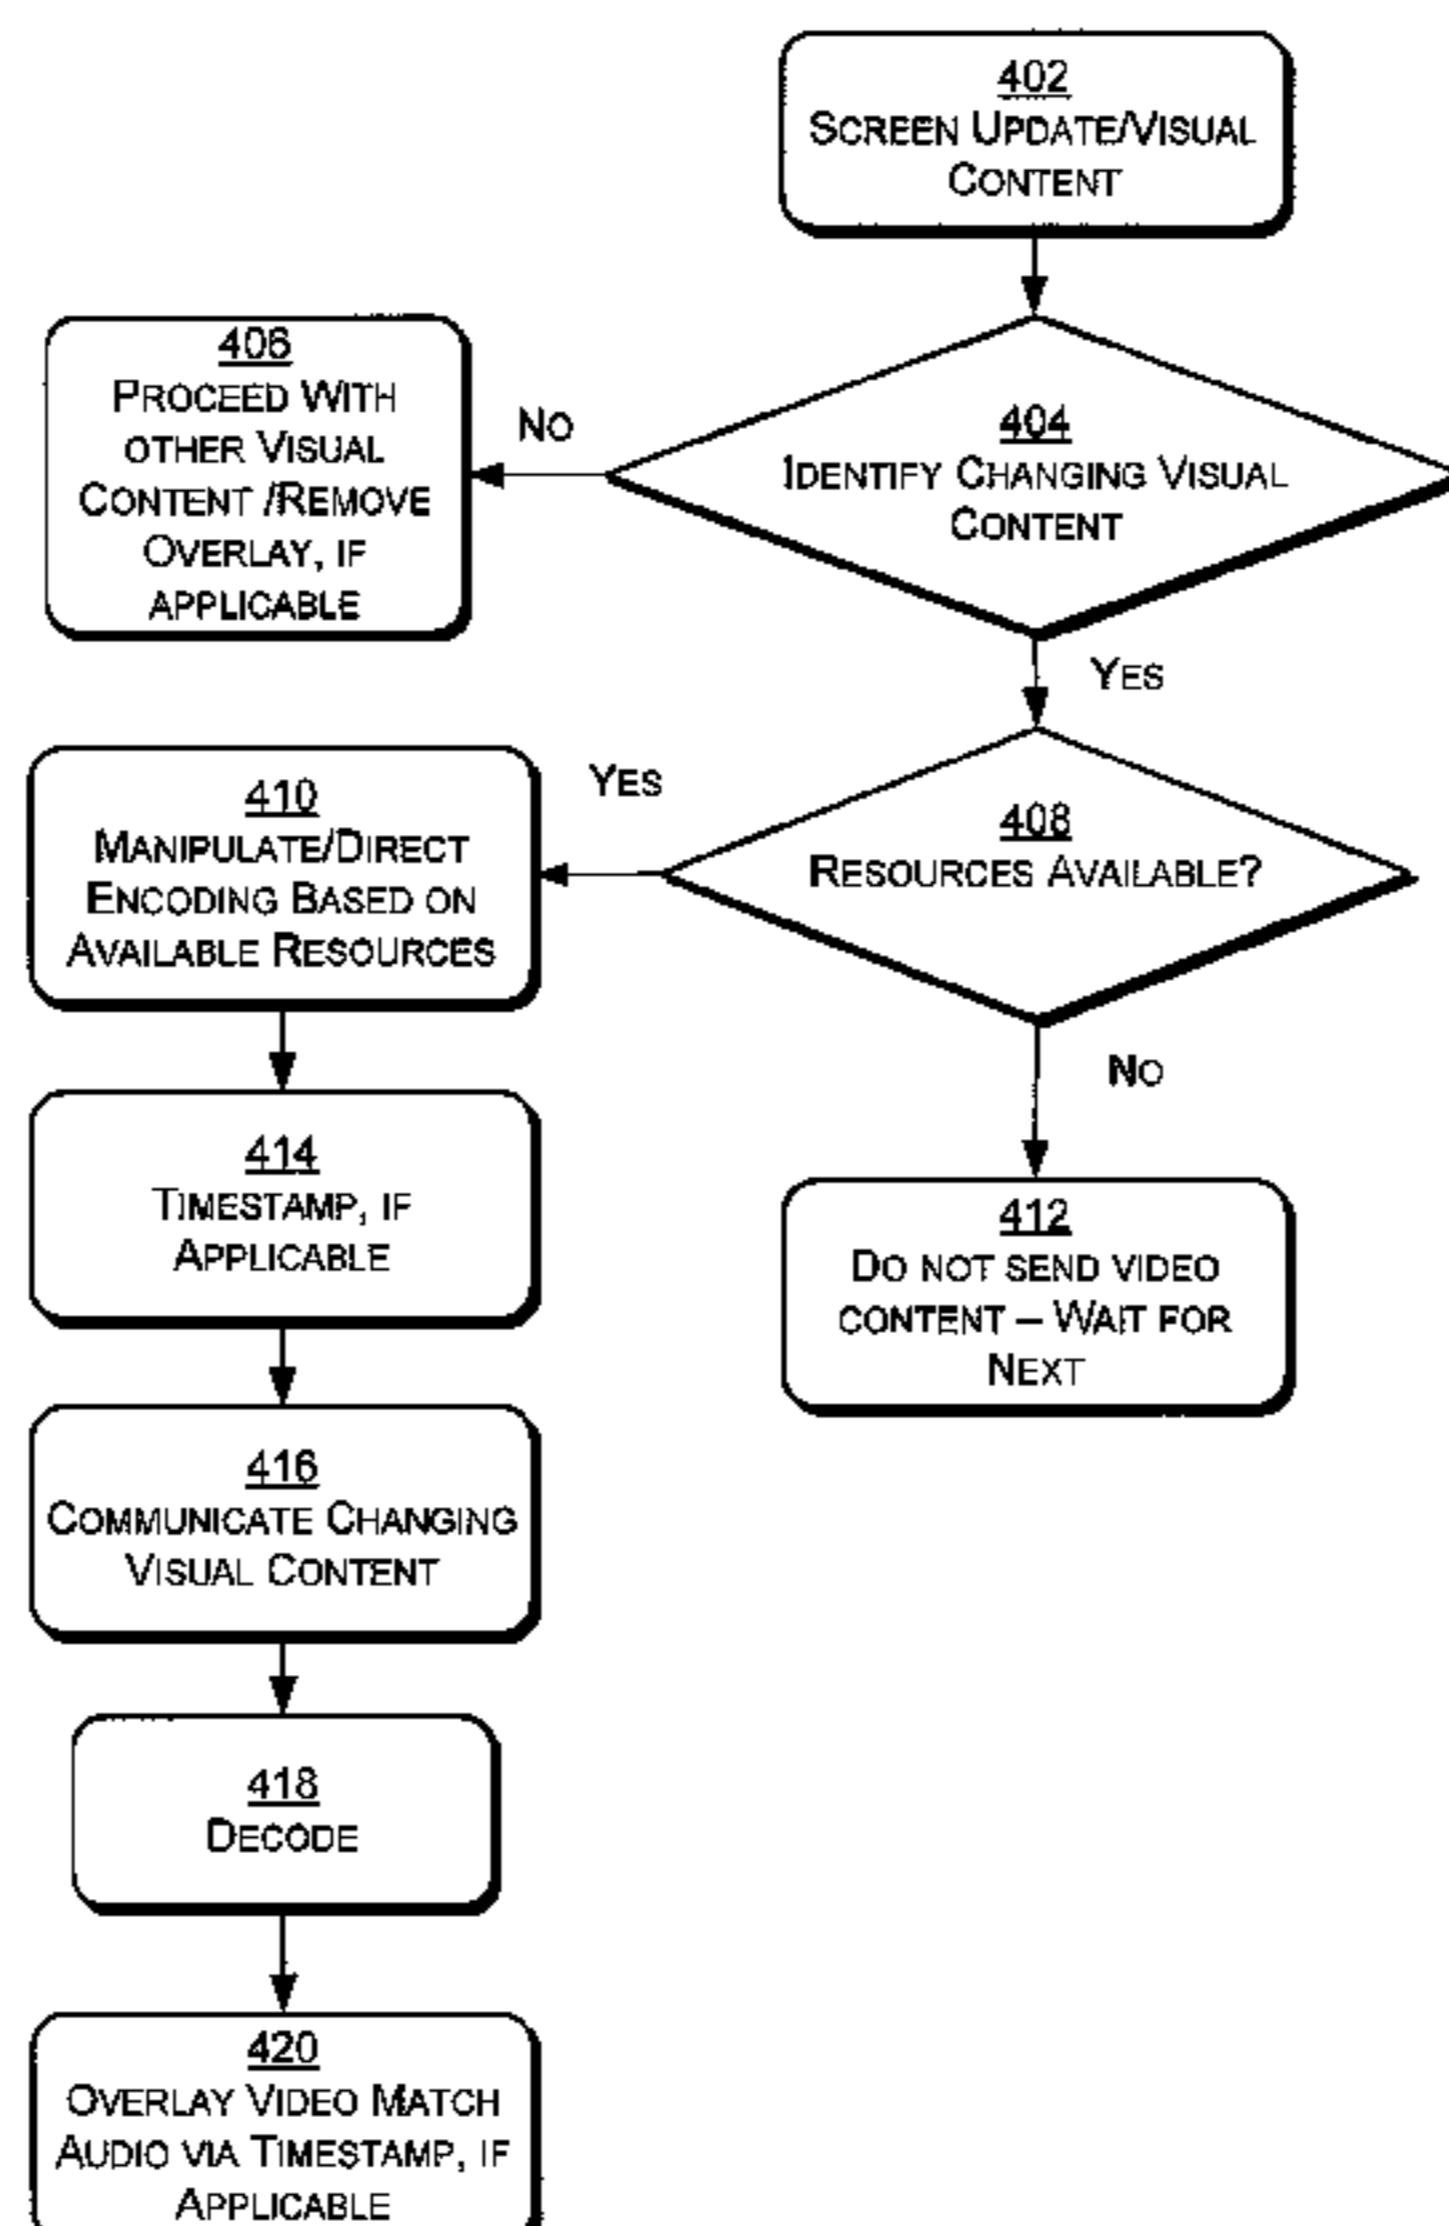 402
SCREEN UPDATE/VISUAL
CONTENT
406
PROCEED WITH
OTHER VISUAL
CONTENT /REMOVE
OVERLAY, IF
APPLICABLE
NO
404
IDENTIFY CHANGING VISUAL
CONTENT
YES
410
MANIPULATE/DIRECT
ENCODING BASED ON
AVAILABLE RESOURCES
YES
408
RESOURCES AVAILABLE?
NO
414
TIMESTAMP, IF
APPLICABLE
412
DO NOT SEND VIDEO
CONTENT – WAIT FOR
NEXT
416
COMMUNICATE CHANGING
VISUAL CONTENT
418
DECODE
420
OVERLAY VIDEO MATCH
AUDIO VIA TIMESTAMP, IF
APPLICABLE